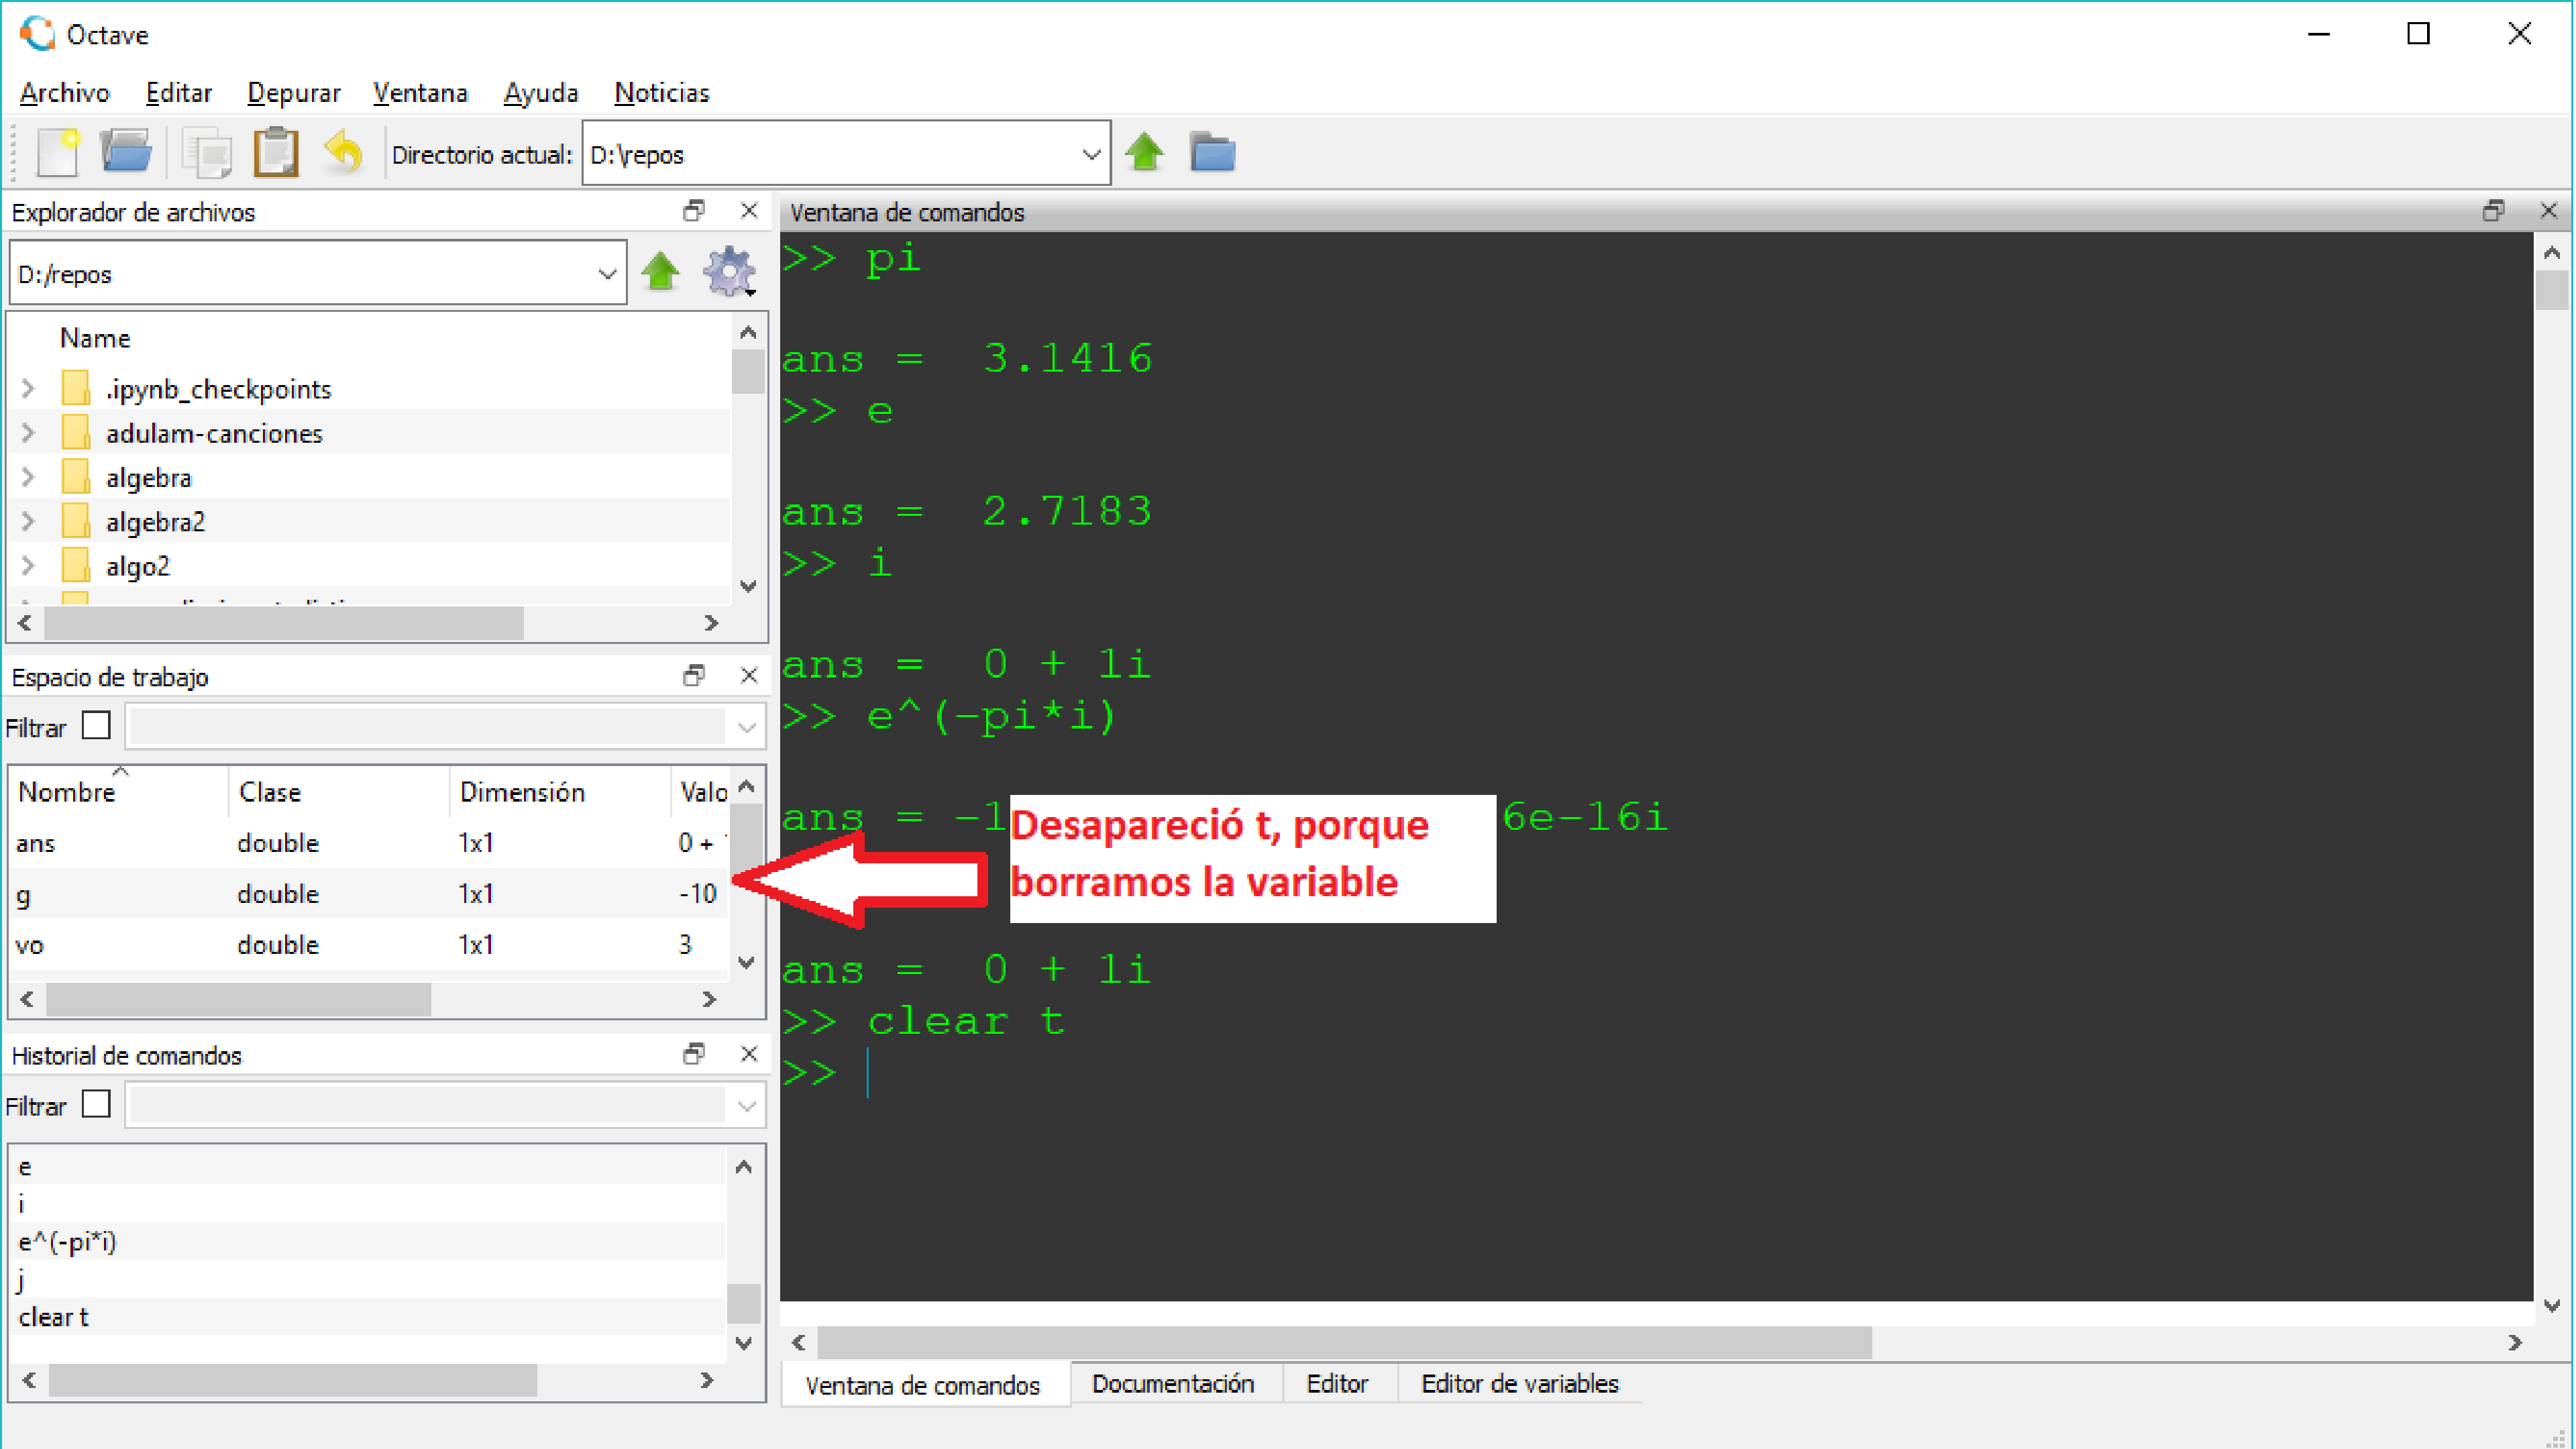 Octave
Archivo Editar Depurar Ventana Ayuda Noticias
Directorio actual: D:\repos
Explorador de archivos
D:/repos
Name
.ipynb_checkpoints
adulam-canciones
algebra
algebra2
algo2
Espacio de trabajo
Filtrar
Nombre Clase Dimensión Valo
ans double 1x1 0 +
g double 1x1 -10
vo double 1x1 3
Historial de comandos
Filtrar
e
i
e^(-pi*i)
j
clear t
Ventana de comandos
>> pi
ans = 3.1416
>> e
ans = 2.7183
>> i
ans = 0 + 1i
>> e^(-pi*i)
ans = -1 6e-16i
Desapareció t, porque
borramos la variable
ans = 0 + 1i
>> clear t
>>
Ventana de comandos Documentación Editor Editor de variables